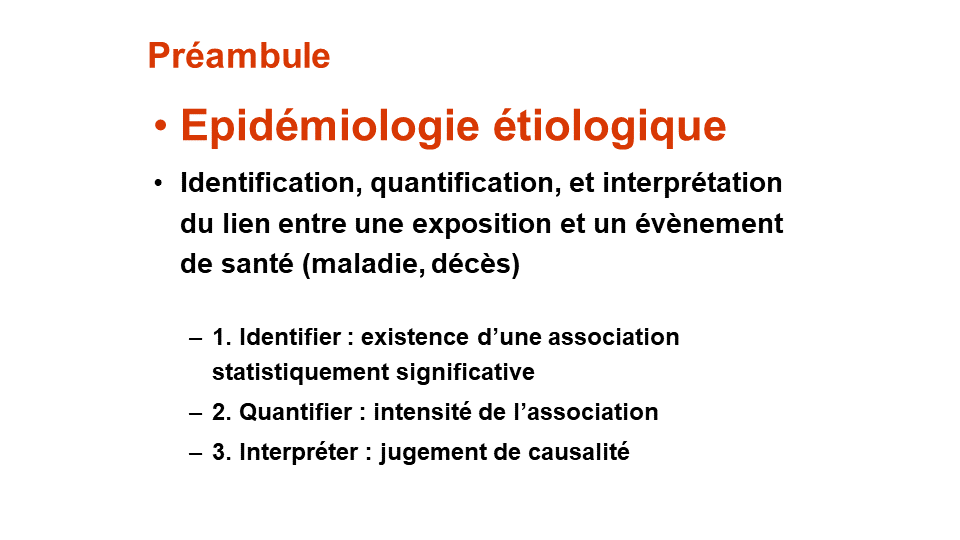 Préambule
• Epidémiologie étiologique
• Identification, quantification, et interprétation
du lien entre une exposition et un évènement
de santé (maladie, décès)
– 1. Identifier : existence d’une association
statistiquement significative
– 2. Quantifier : intensité de l’association
– 3. Interpréter : jugement de causalité